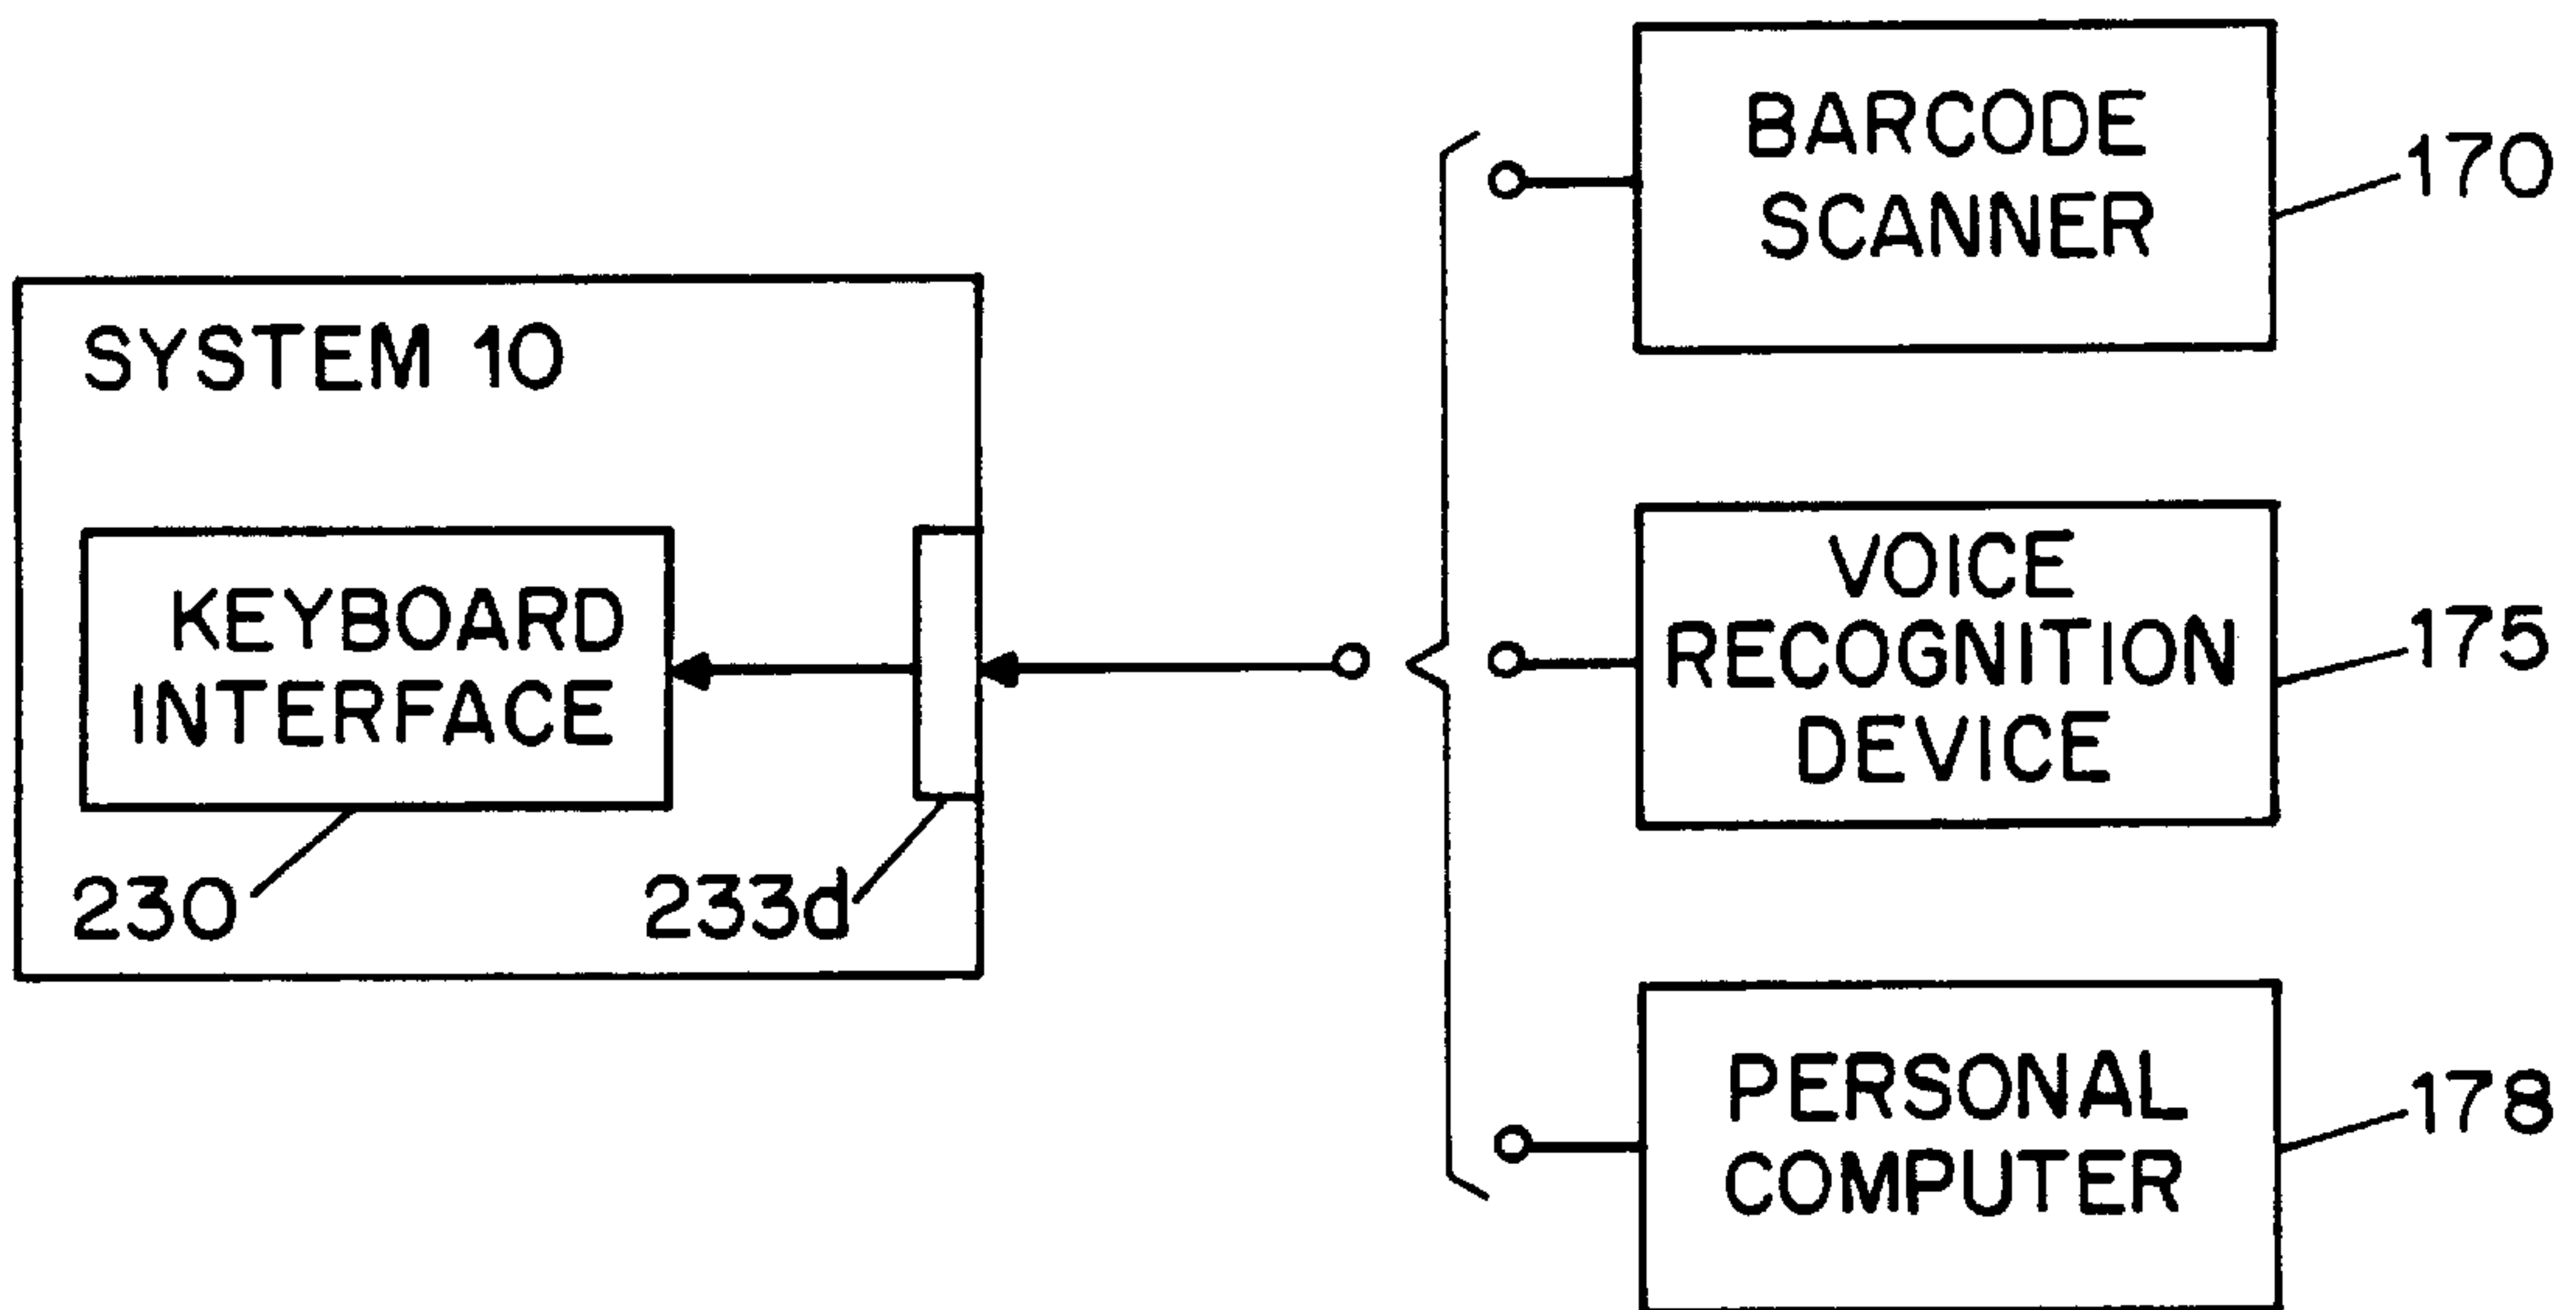 SYSTEM 10
KEYBOARD
INTERFACE
230
233d
BARCODE
SCANNER
170
VOICE
RECOGNITION
DEVICE
175
PERSONAL
COMPUTER
178